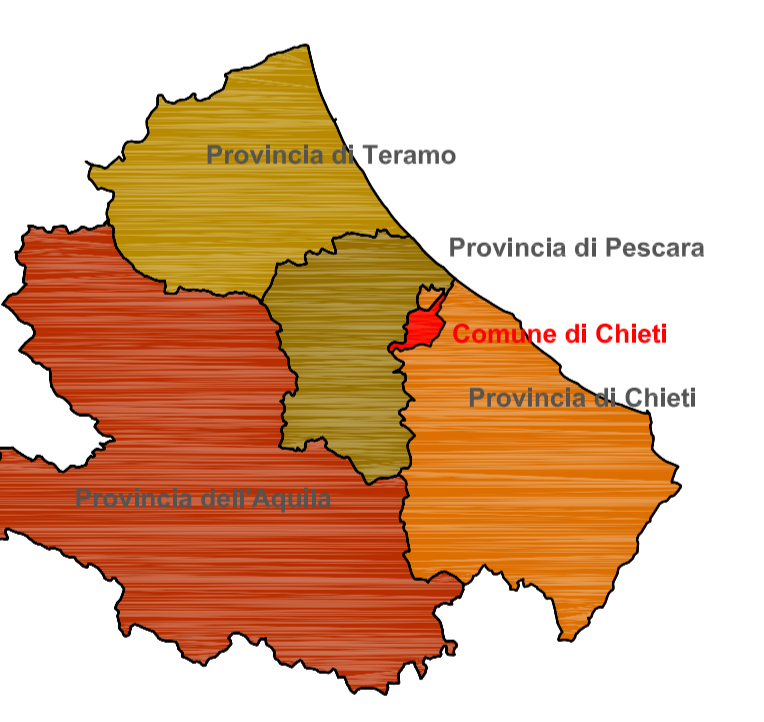 Provincia di Teramo
Provincia di Pescara
Comune di Chieti
Provincia di Chieti
Provincia dell'Aquila